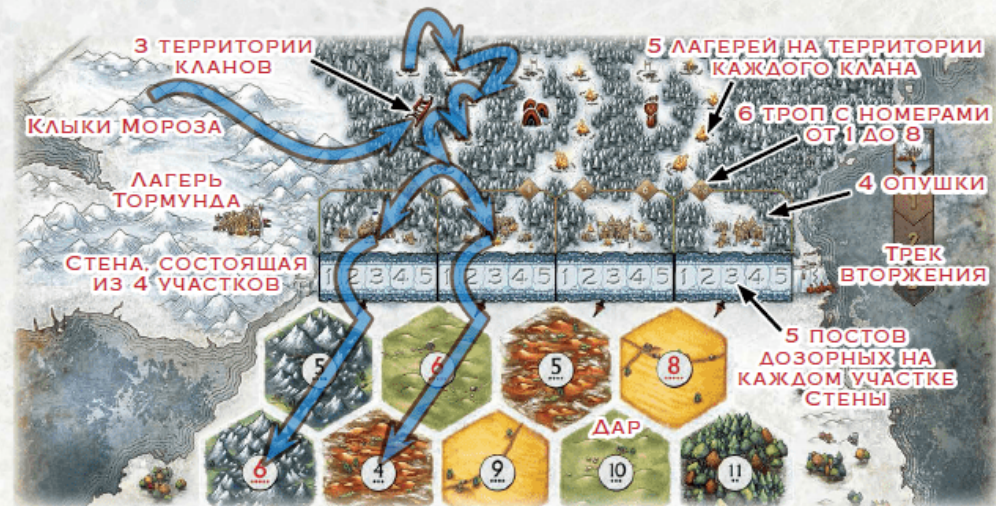 3 ТЕРРИТОРИИ
КЛАНОВ
5 ЛАГЕРЕЙ НА ТЕРРИТОРИИ
КАЖДОГО КЛАНА
КЛЫКИ МОРОЗА
6 ТРОП С НОМЕРАМИ
ОТ 1 ДО 8
ЛАГЕРЬ
ТОРМУНДА
4 ОПУШКИ
СТЕНА, СОСТОЯЩАЯ
ИЗ 4 УЧАСТКОВ
1 2 3 4 5 1 2 3 4 5 1 2 3 4 5 1 2 3 4 5
ТРЕК
ВТОРЖЕНИЯ
5 ПОСТОВ
ДОЗОРНЫХ НА
КАЖДОМ УЧАСТКЕ
СТЕНЫ
5 6 5 8
ДАР
6 4 9 10 11